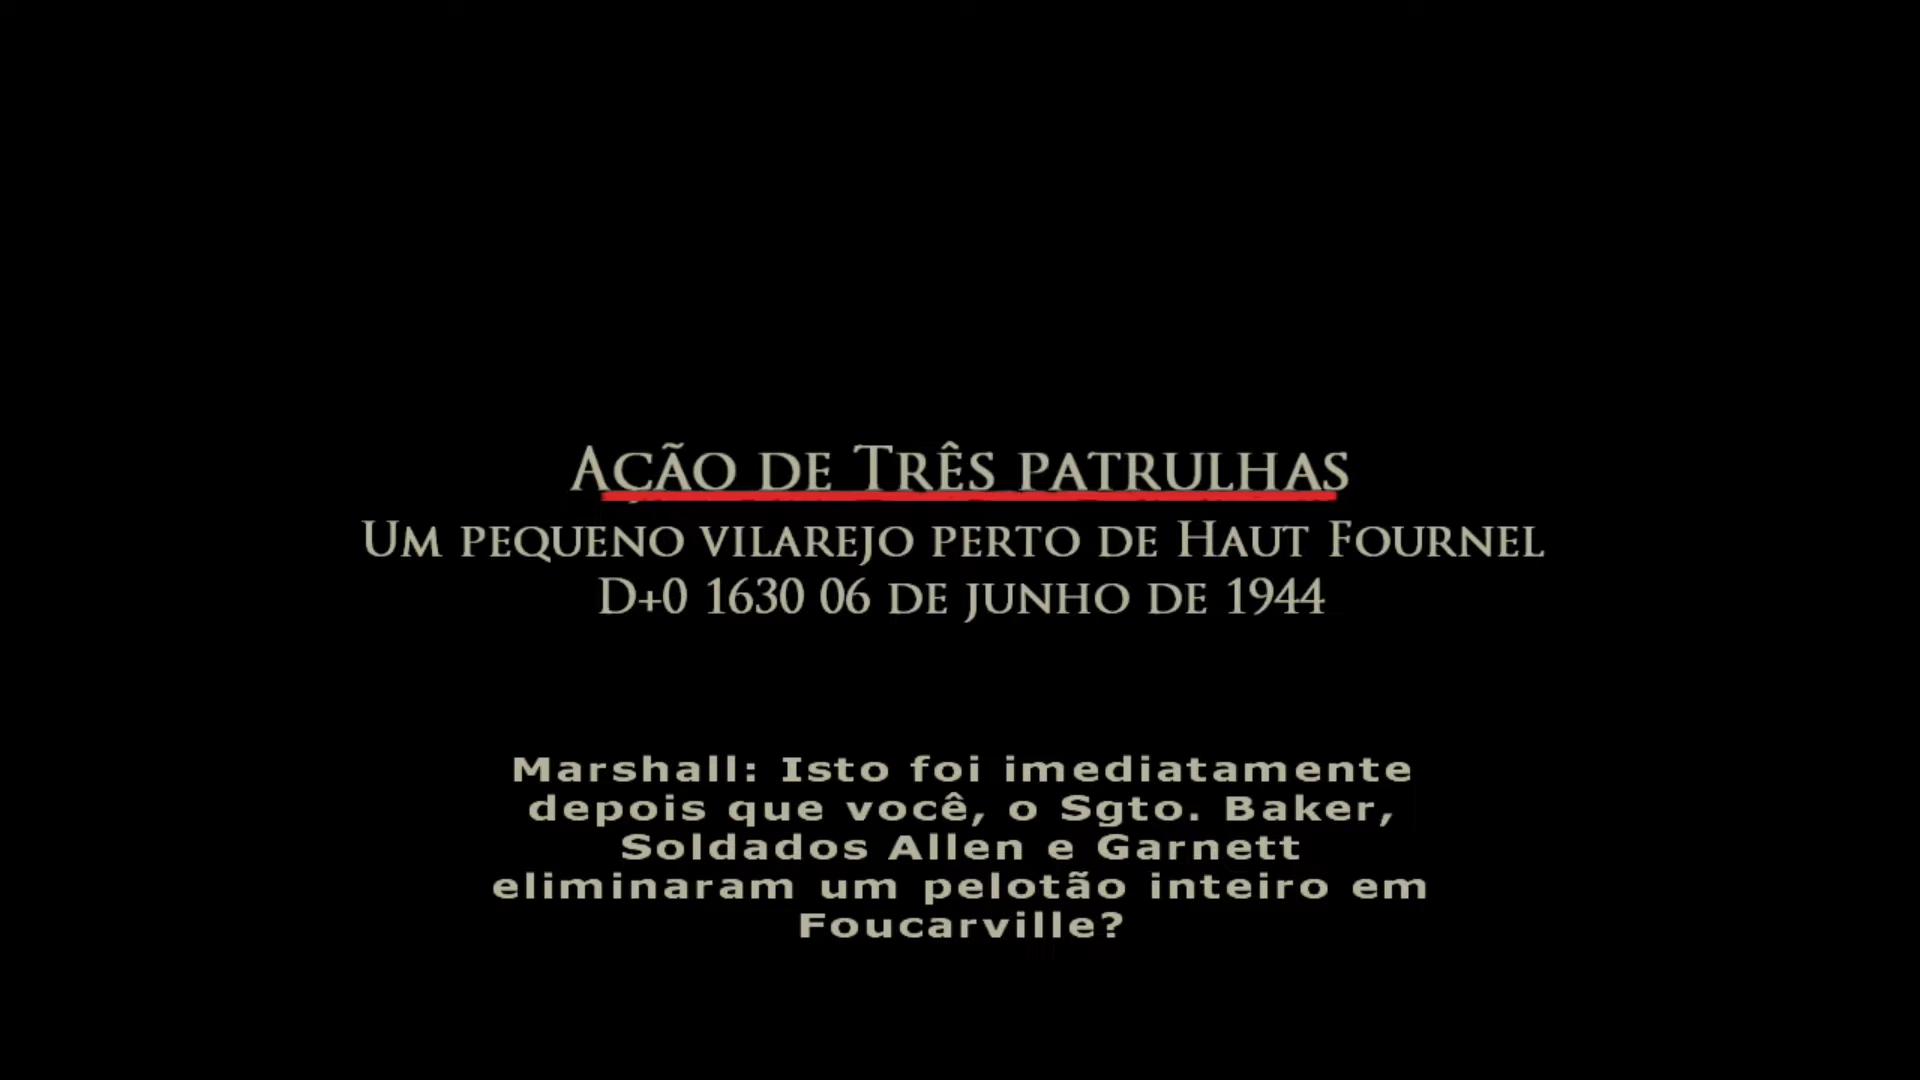 Ação de Três patrulhas
Um pequeno vilarejo perto de Haut Fournel
D+0 1630 06 de junho de 1944
Marshall: Isto foi imediatamente
depois que você, o Sgto. Baker,
Soldados Allen e Garnett
eliminaram um pelotão inteiro em
Foucarville?